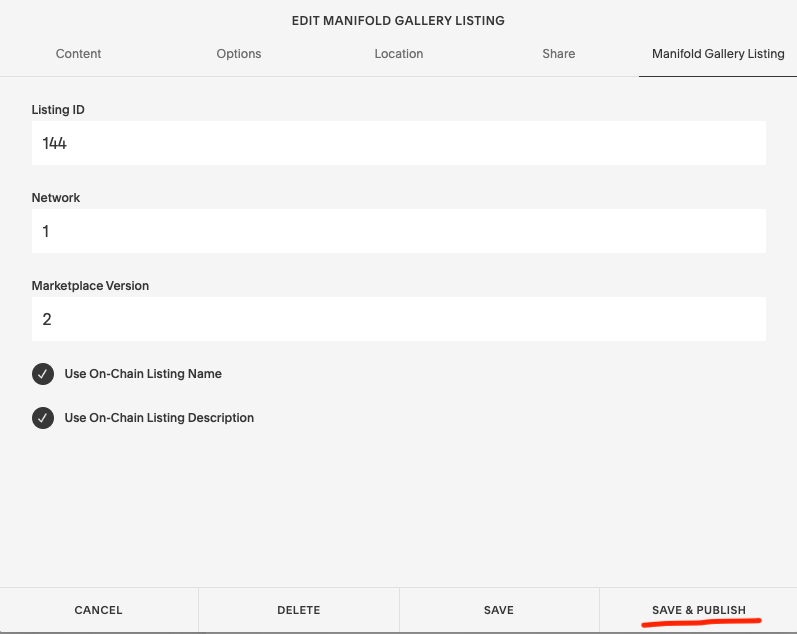 EDIT MANIFOLD GALLERY LISTING
Content Options Location Share Manifold Gallery Listing
Listing ID
144
Network
1
Marketplace Version
2
Use On-Chain Listing Name
Use On-Chain Listing Description
CANCEL DELETE SAVE SAVE & PUBLISH